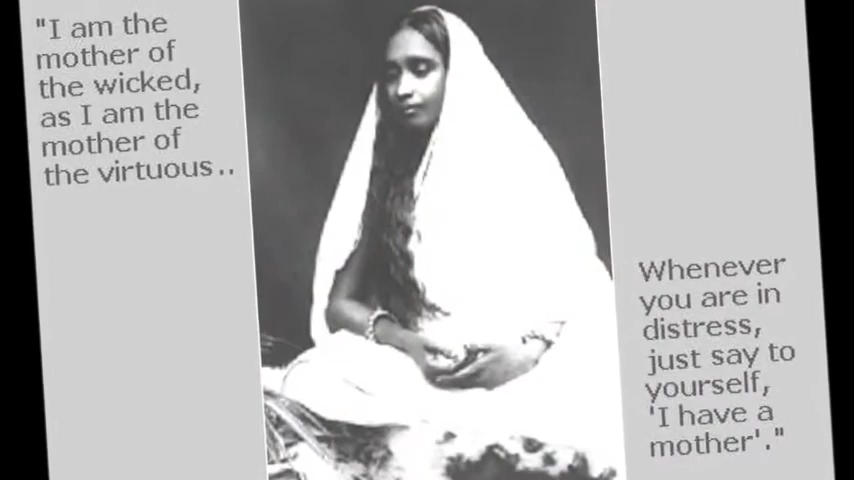 "I am the
mother of
the wicked,
as I am the
mother of
the virtuous..
Whenever
you are in
distress,
just say to
yourself,
'I have a
mother'."